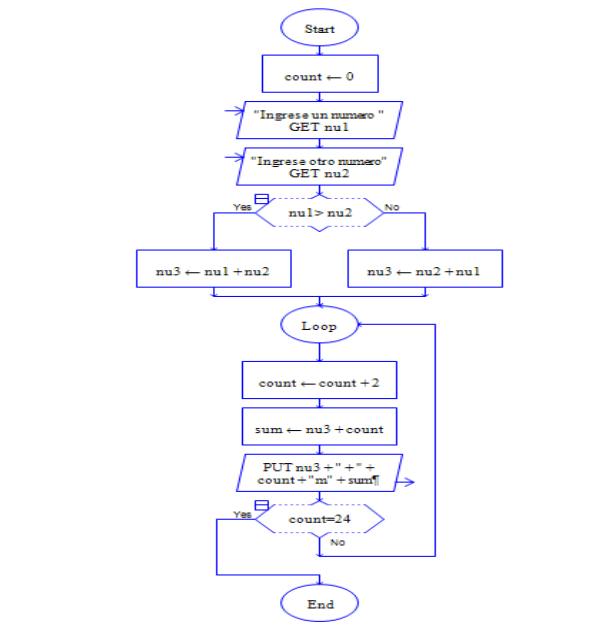 Start
count ← 0
"Ingrese un numero "
GET nu1
"Ingrese otro numero"
GET nu2
Yes
nu1> nu2
No
nu3 ← nu1 +nu2
nu3 ← nu2 +nu1
Loop
count ← count +2
sum ← nu3 +count
PUT nu3 +" +" +
count +"m" +sum¶
Yes
count=24
No
End